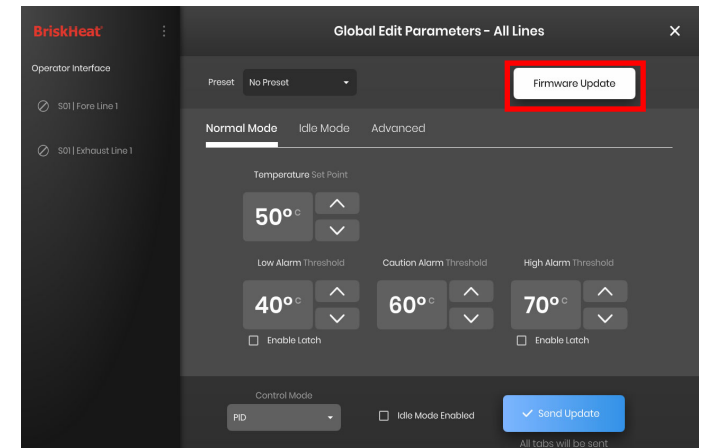 BriskHeat
Global Edit Parameters - All Lines
Operator Interface
Preset No Preset
Firmware Update
S01 | Fore Line 1
S01 | Exhaust Line 1
Normal Mode Idle Mode Advanced
Temperature Set Point
50° C
Low Alarm Threshold Caution Alarm Threshold High Alarm Threshold
40° C 60° C 70° C
Enable Latch Enable Latch
Control Mode
PID
Idle Mode Enabled
Send Update
All tabs will be sent